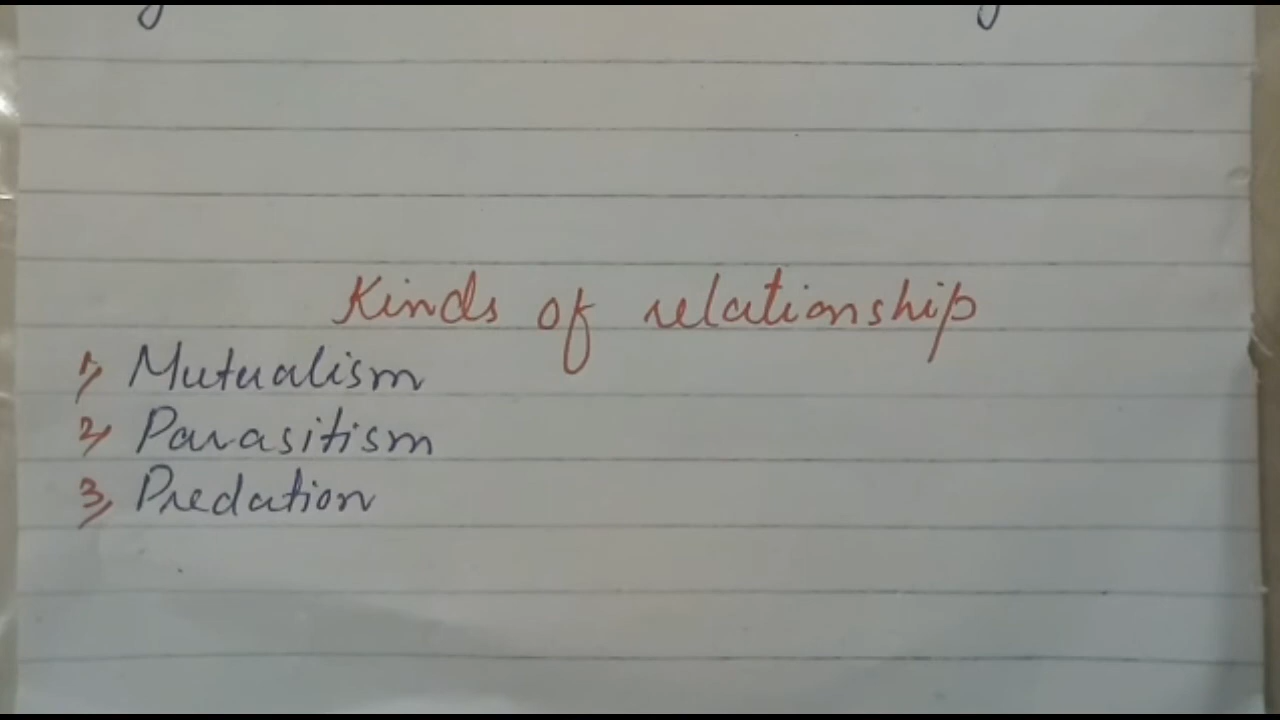 Kinds of relationship
1, Mutualism
2, Parasitism
3, Predation